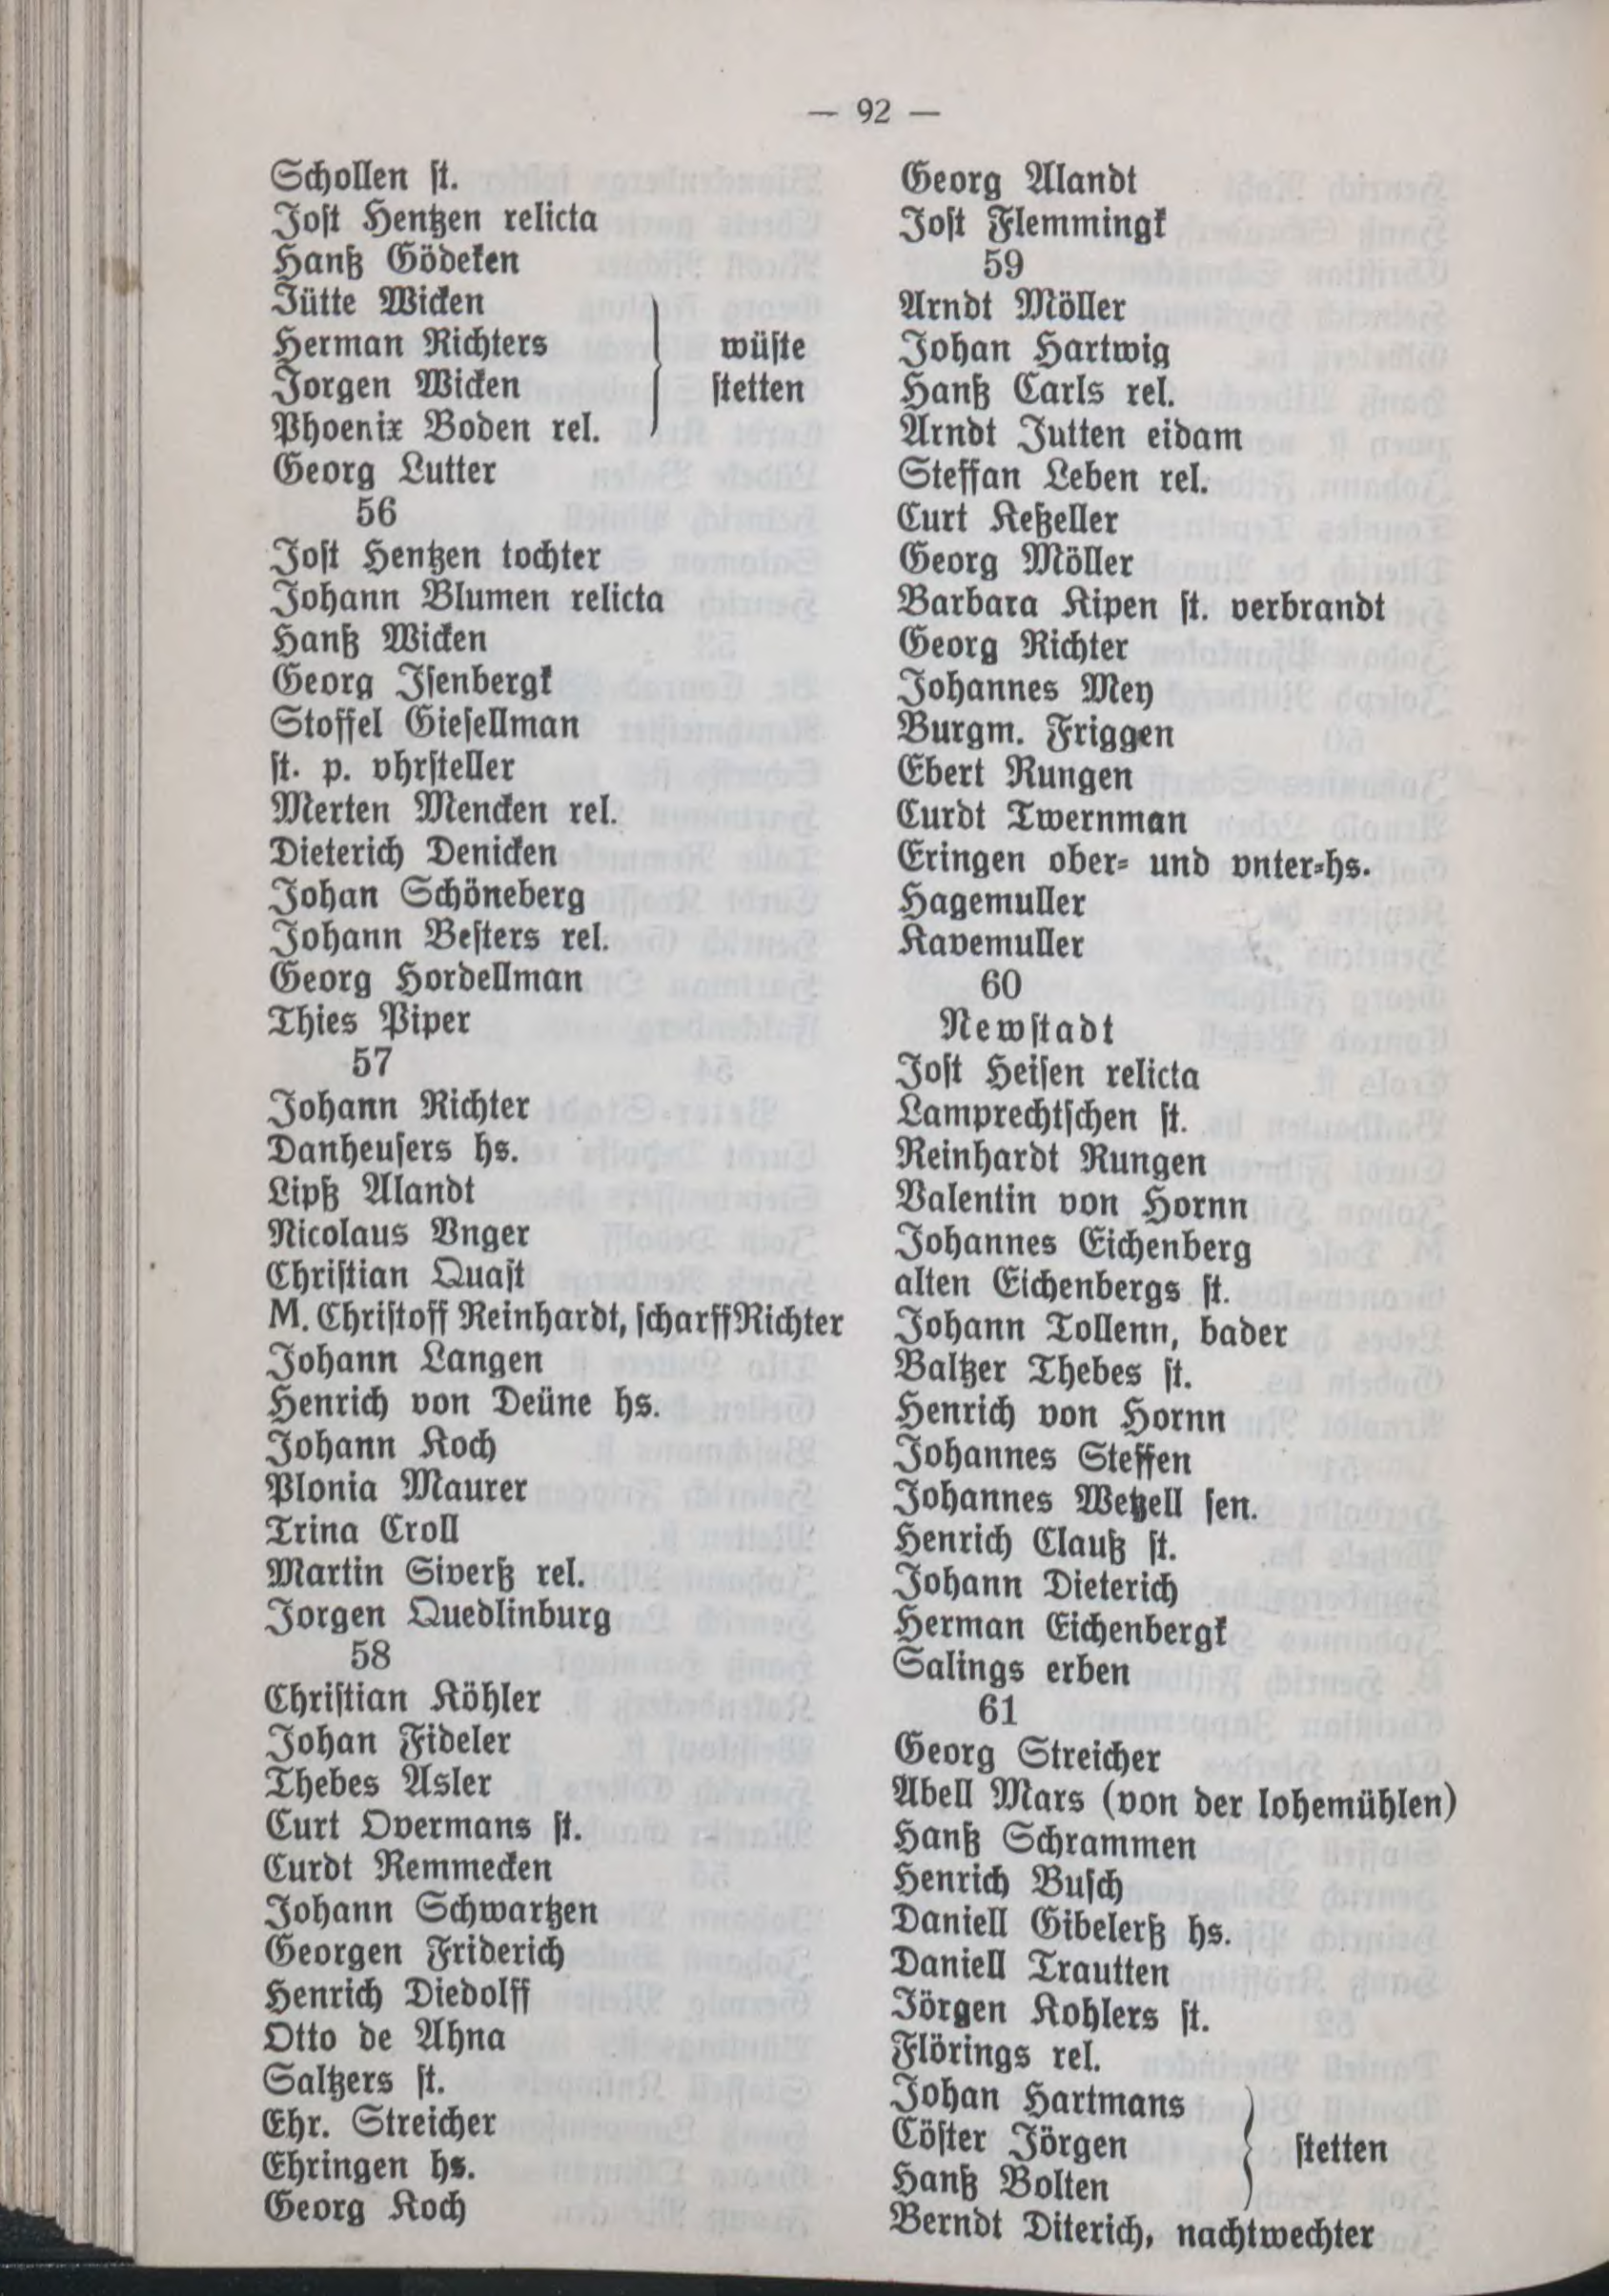 — 92 —
Schollen st.
Jost Hentzen relicta
Hanß Gödeken
Jütte Wicken
Herman Richters
Jorgen Wicken
Phoenix Boden rel.
wüste
stetten
Georg Lutter
56
Jost Hentzen tochter
Johann Blumen relicta
Hanß Wicken
Georg Isenbergk
Stoffel Giesellman
st. p. vhrsteller
Merten Mencken rel.
Dieterich Denicken
Johan Schöneberg
Johann Besters rel.
Georg Hordellman
Thies Piper
57
Johann Richter
Danheusers hs.
Lipß Alandt
Nicolaus Vnger
Christian Quast
M. Christoff Reinhardt, scharffRichter
Johann Langen
Henrich von Deüne hs.
Johann Koch
Plonia Maurer
Trina Croll
Martin Siverß rel.
Jorgen Quedlinburg
58
Christian Köhler
Johan Fideler
Thebes Asler
Curt Overmans st.
Curdt Remmecken
Johann Schwartzen
Georgen Friderich
Henrich Diedolff
Otto de Ahna
Saltzers st.
Ehr. Streicher
Ehringen hs.
Georg Koch
Georg Alandt
Jost Flemmingk
59
Arndt Möller
Johan Hartwig
Hanß Carls rel.
Arndt Jutten eidam
Steffan Leben rel.
Curt Keßeller
Georg Möller
Barbara Kipen st. verbrandt
Georg Richter
Johannes Mey
Burgm. Friggen
Ebert Rungen
Curdt Twernman
Eringen ober- und vnter-hs.
Hagemuller
Kavemuller
60
Newstadt
Jost Heisen relicta
Lamprechtschen st.
Reinhardt Rungen
Valentin von Hornn
Johannes Eichenberg
alten Eichenbergs st.
Johann Tollenn, bader
Baltzer Thebes st.
Henrich von Hornn
Johannes Steffen
Johannes Wetzell sen.
Henrich Clauß st.
Johann Dieterich
Herman Eichenbergk
Salings erben
61
Georg Streicher
Abell Mars (von der lohemühlen)
Hanß Schrammen
Henrich Busch
Daniell Gibelerß hs.
Daniell Trautten
Jörgen Kohlers st.
Flörings rel.
Johan Hartmans
Cöster Jörgen
Hanß Bolten
stetten
Berndt Diterich, nachtwechter